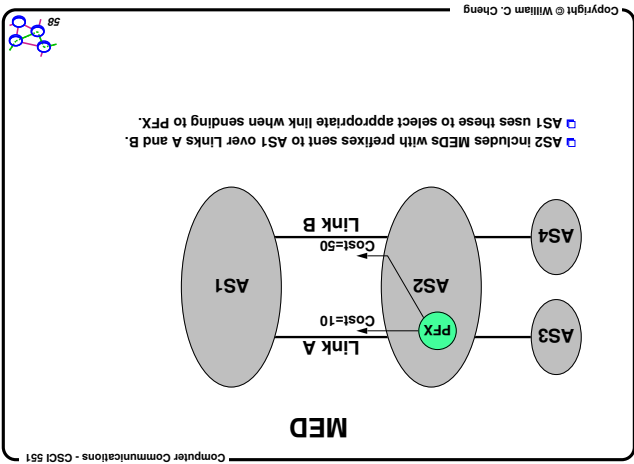 Computer Communications - CSCI 551
MED
Link A
AS3
PFX
Cost=10
AS2
AS1
Cost=50
AS4
Link B
AS2 includes MEDs with prefixes sent to AS1 over Links A and B.
AS1 uses these to select appropriate link when sending to PFX.
58
Copyright © William C. Cheng